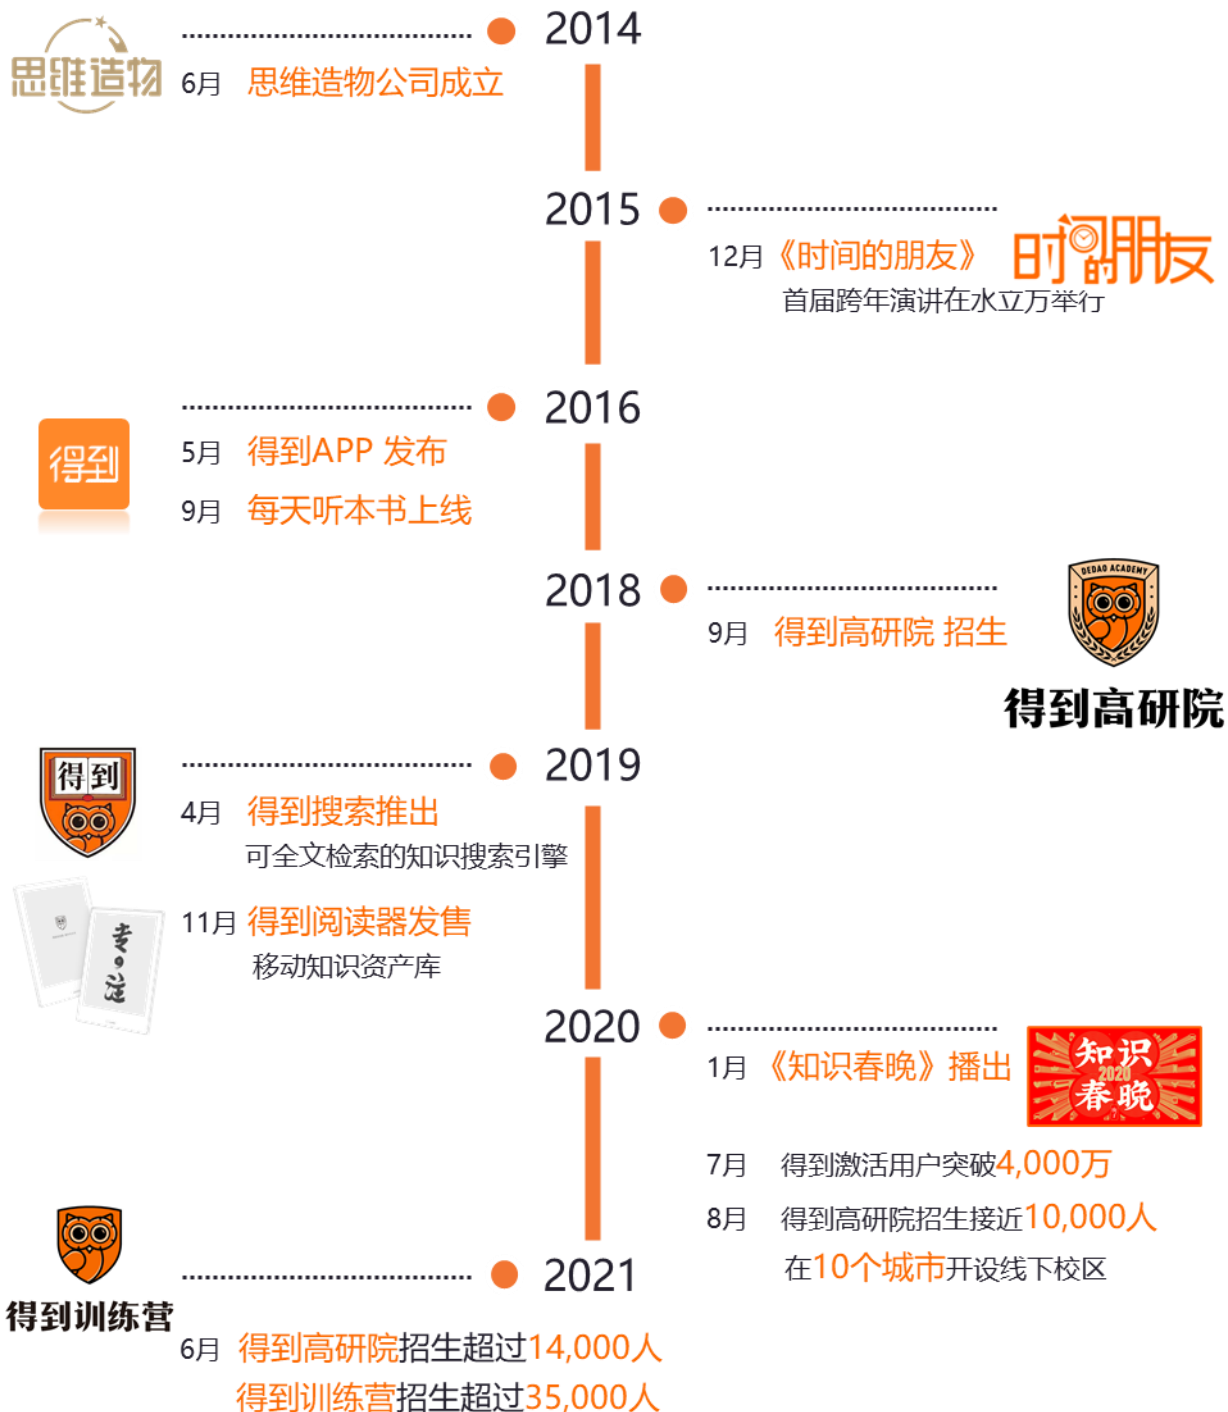 思维造物
2014
6月 思维造物公司成立
2015
12月《时间的朋友》
时间的朋友
首届跨年演讲在水立万举行
2016
得到
5月 得到APP 发布
9月 每天听本书上线
2018
DEDAO ACADEMY
9月 得到高研院 招生
得到高研院
2019
得到
4月 得到搜索推出
可全文检索的知识搜索引擎
11月 得到阅读器发售
专注
移动知识资产库
2020
1月 《知识春晚》播出
知识
2020
春晚
7月 得到激活用户突破4,000万
8月 得到高研院招生接近10,000人
在10个城市开设线下校区
2021
得到训练营
6月 得到高研院招生超过14,000人
得到训练营招生超过35,000人